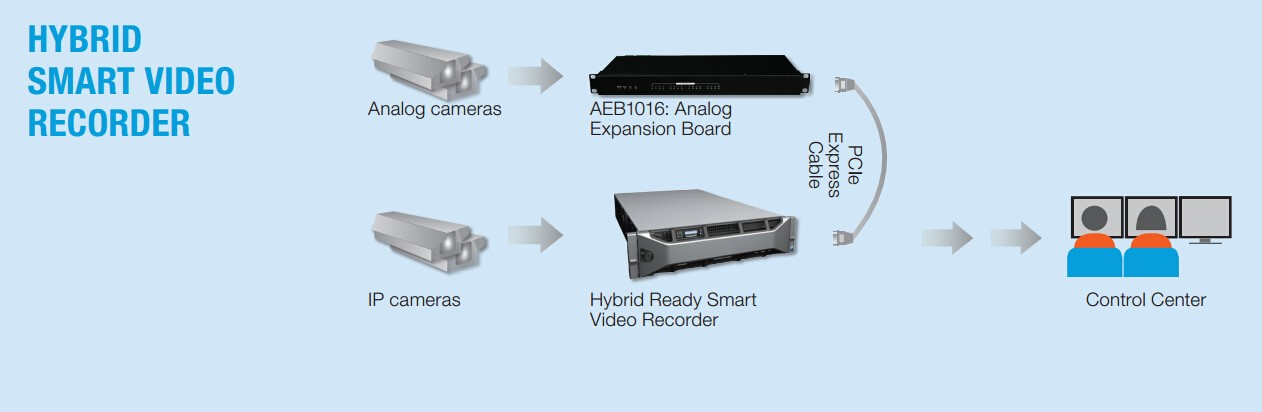 HYBRID
SMART VIDEO
RECORDER
Analog cameras
AEB1016: Analog
Expansion Board
PCIe
Express
Cable
IP cameras
Hybrid Ready Smart
Video Recorder
Control Center